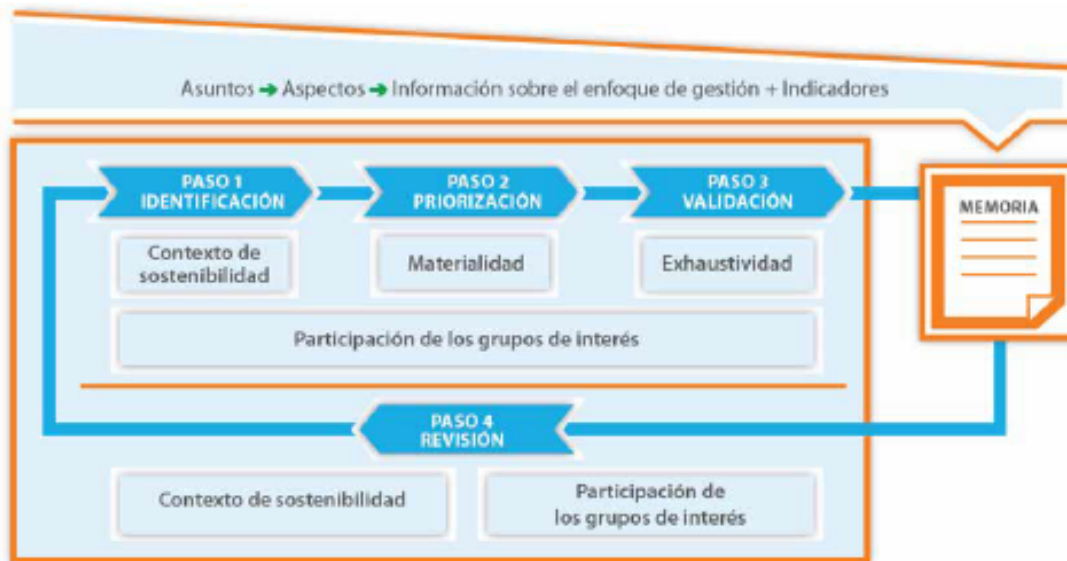 Asuntos ➔ Aspectos ➔ Información sobre el enfoque de gestión + Indicadores
PASO 1
IDENTIFICACIÓN
PASO 2
PRIORIZACIÓN
PASO 3
VALIDACIÓN
MEMORIA
Contexto de
sostenibilidad
Materialidad
Exhaustividad
Participación de los grupos de interés
PASO 4
REVISIÓN
Contexto de sostenibilidad
Participación de
los grupos de interés